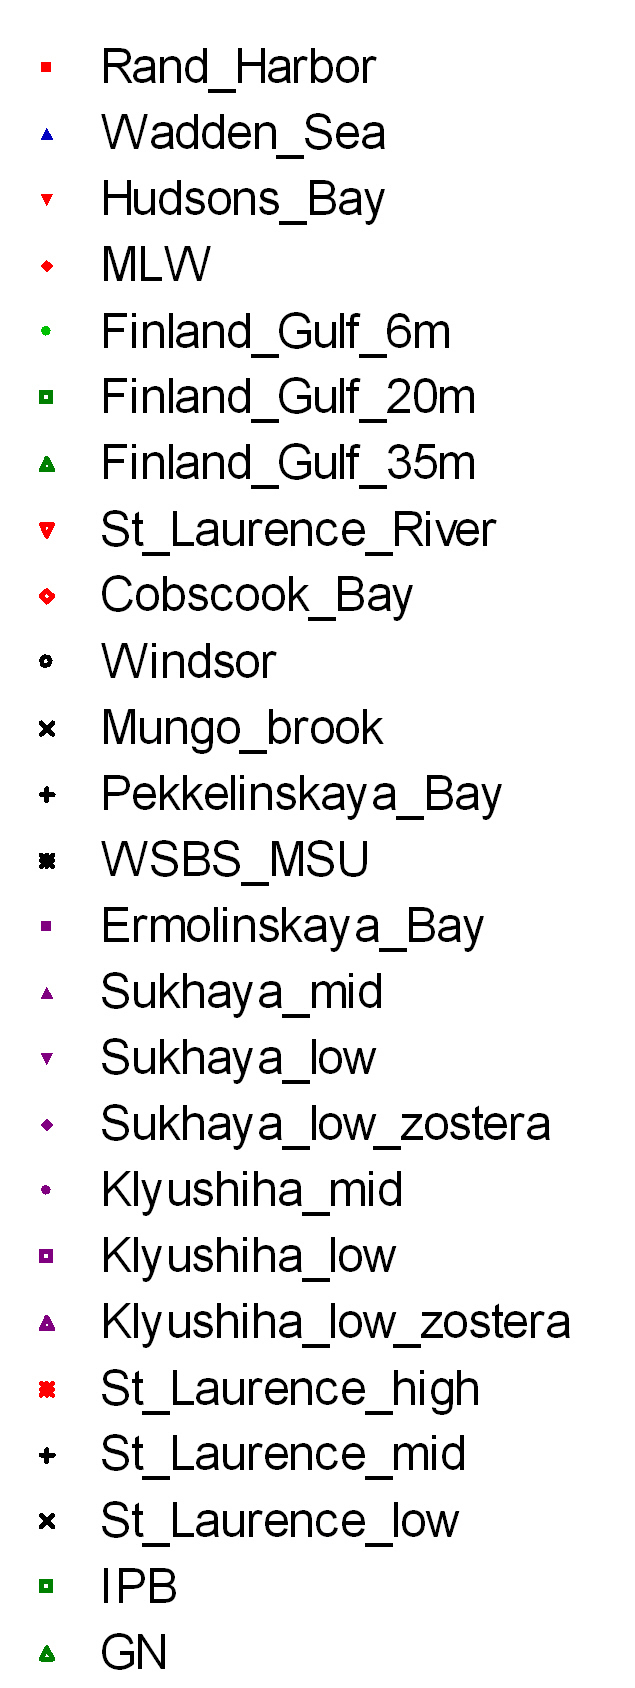 Rand_Harbor
Wadden_Sea
Hudsons_Bay
MLW
Finland_Gulf_6m
Finland_Gulf_20m
Finland_Gulf_35m
St_Laurence_River
Cobscook_Bay
Windsor
Mungo_brook
Pekkelinskaya_Bay
WSBS_MSU
Ermolinskaya_Bay
Sukhaya_mid
Sukhaya_low
Sukhaya_low_zostera
Klyushiha_mid
Klyushiha_low
Klyushiha_low_zostera
St_Laurence_high
St_Laurence_mid
St_Laurence_low
IPB
GN